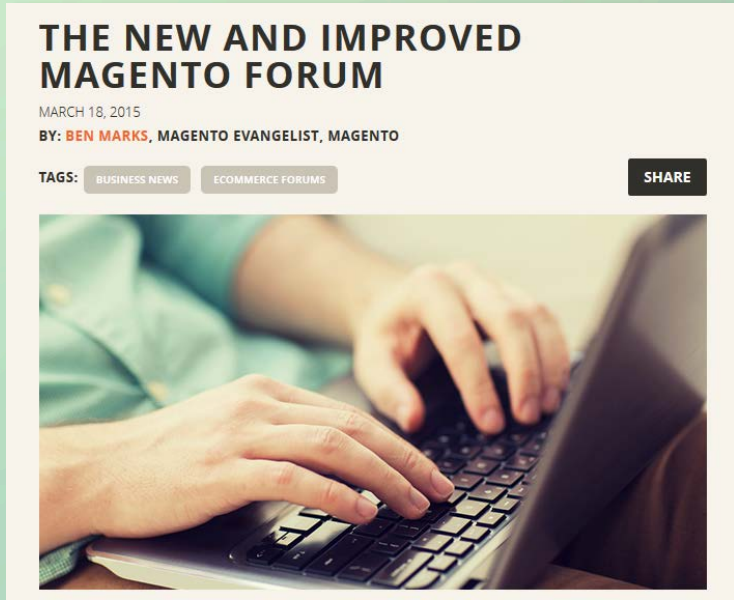 THE NEW AND IMPROVED
MAGENTO FORUM
MARCH 18, 2015
BY: BEN MARKS, MAGENTO EVANGELIST, MAGENTO
TAGS: BUSINESS NEWS ECOMMERCE FORUMS
SHARE